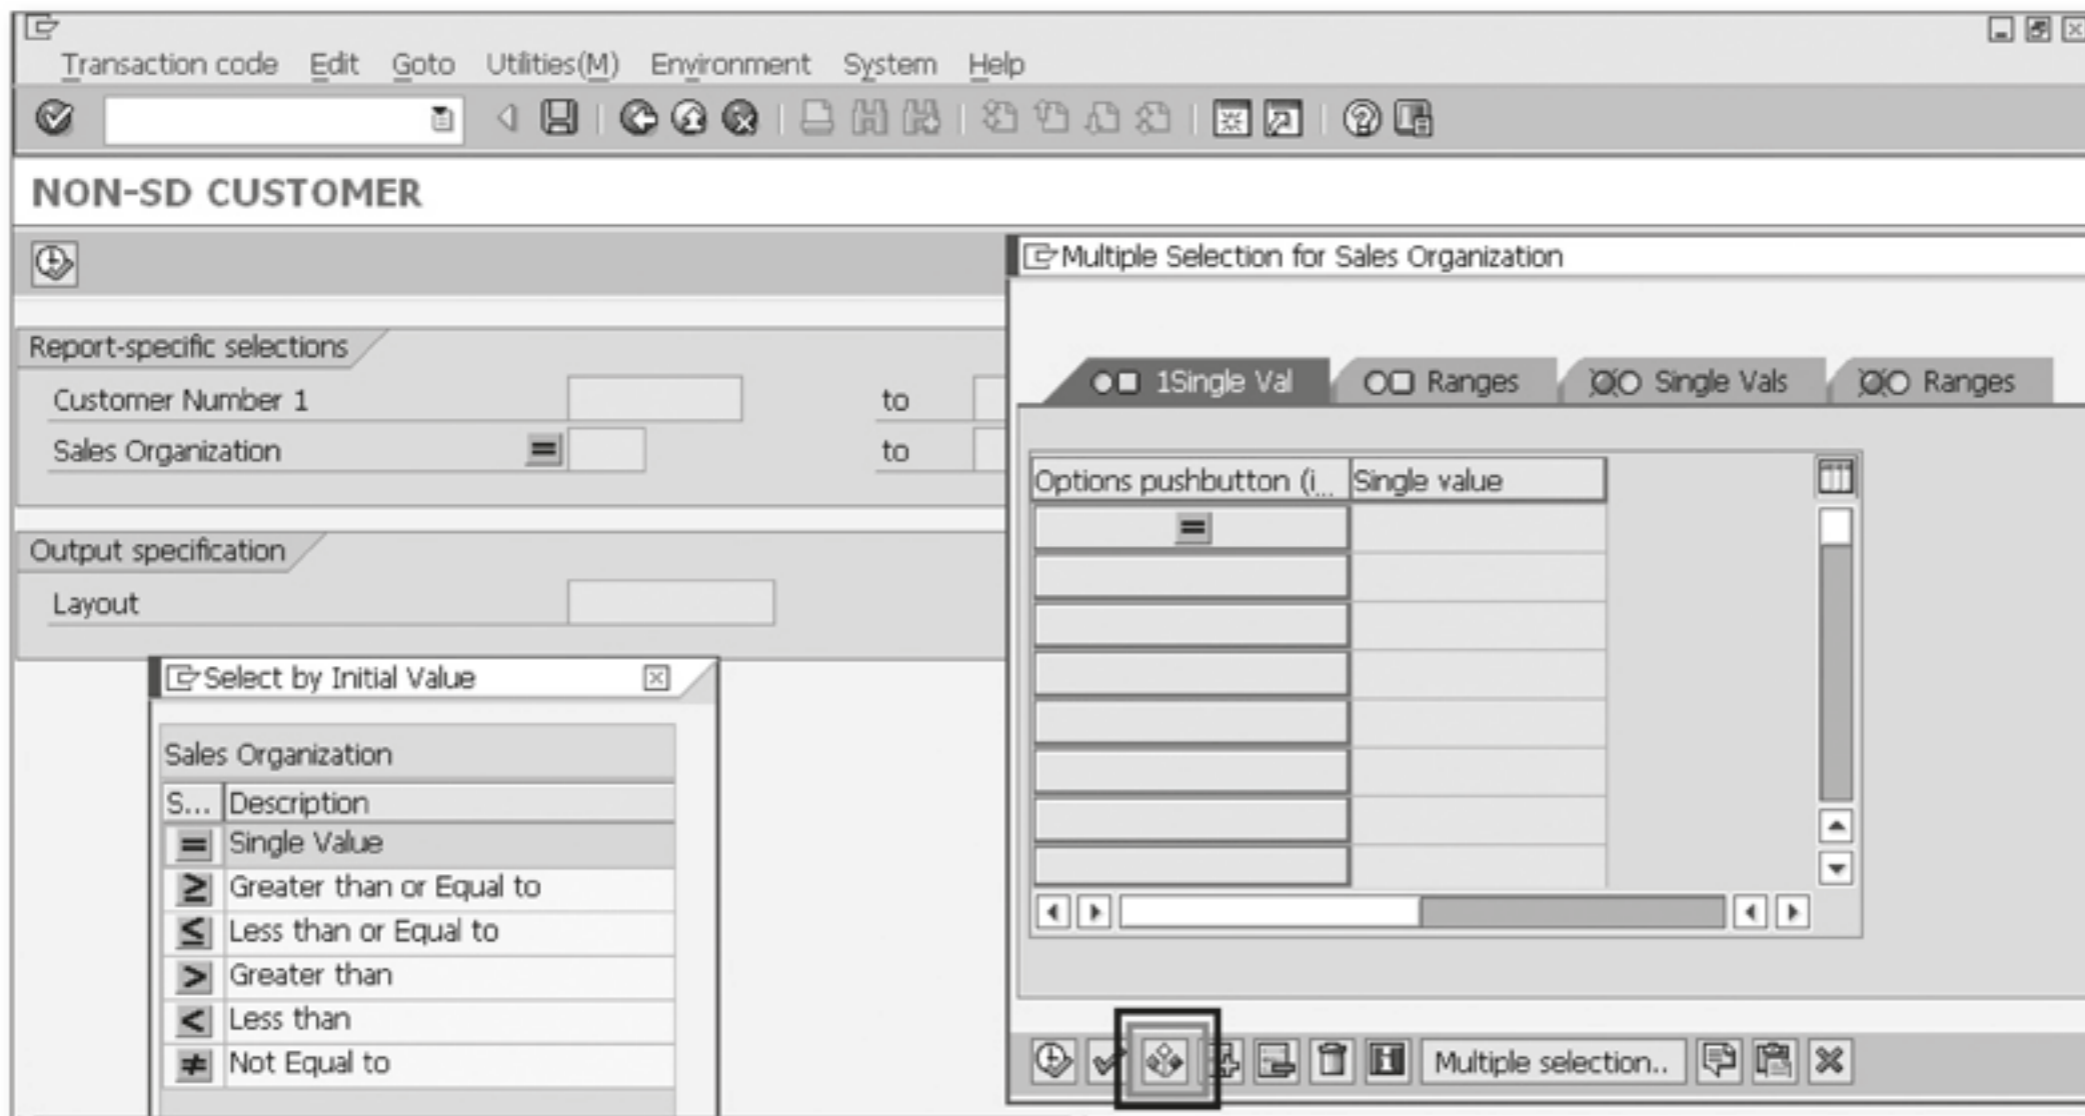 Transaction code Edit Goto Utilities(M) Environment System Help
NON-SD CUSTOMER
Report-specific selections
Customer Number 1 to
Sales Organization = to
Output specification
Layout
Select by Initial Value
Sales Organization
S... Description
= Single Value
≥ Greater than or Equal to
≤ Less than or Equal to
> Greater than
< Less than
≠ Not Equal to
Multiple Selection for Sales Organization
1Single Val Ranges Single Vals Ranges
Options pushbutton (i... Single value
=
Multiple selection..